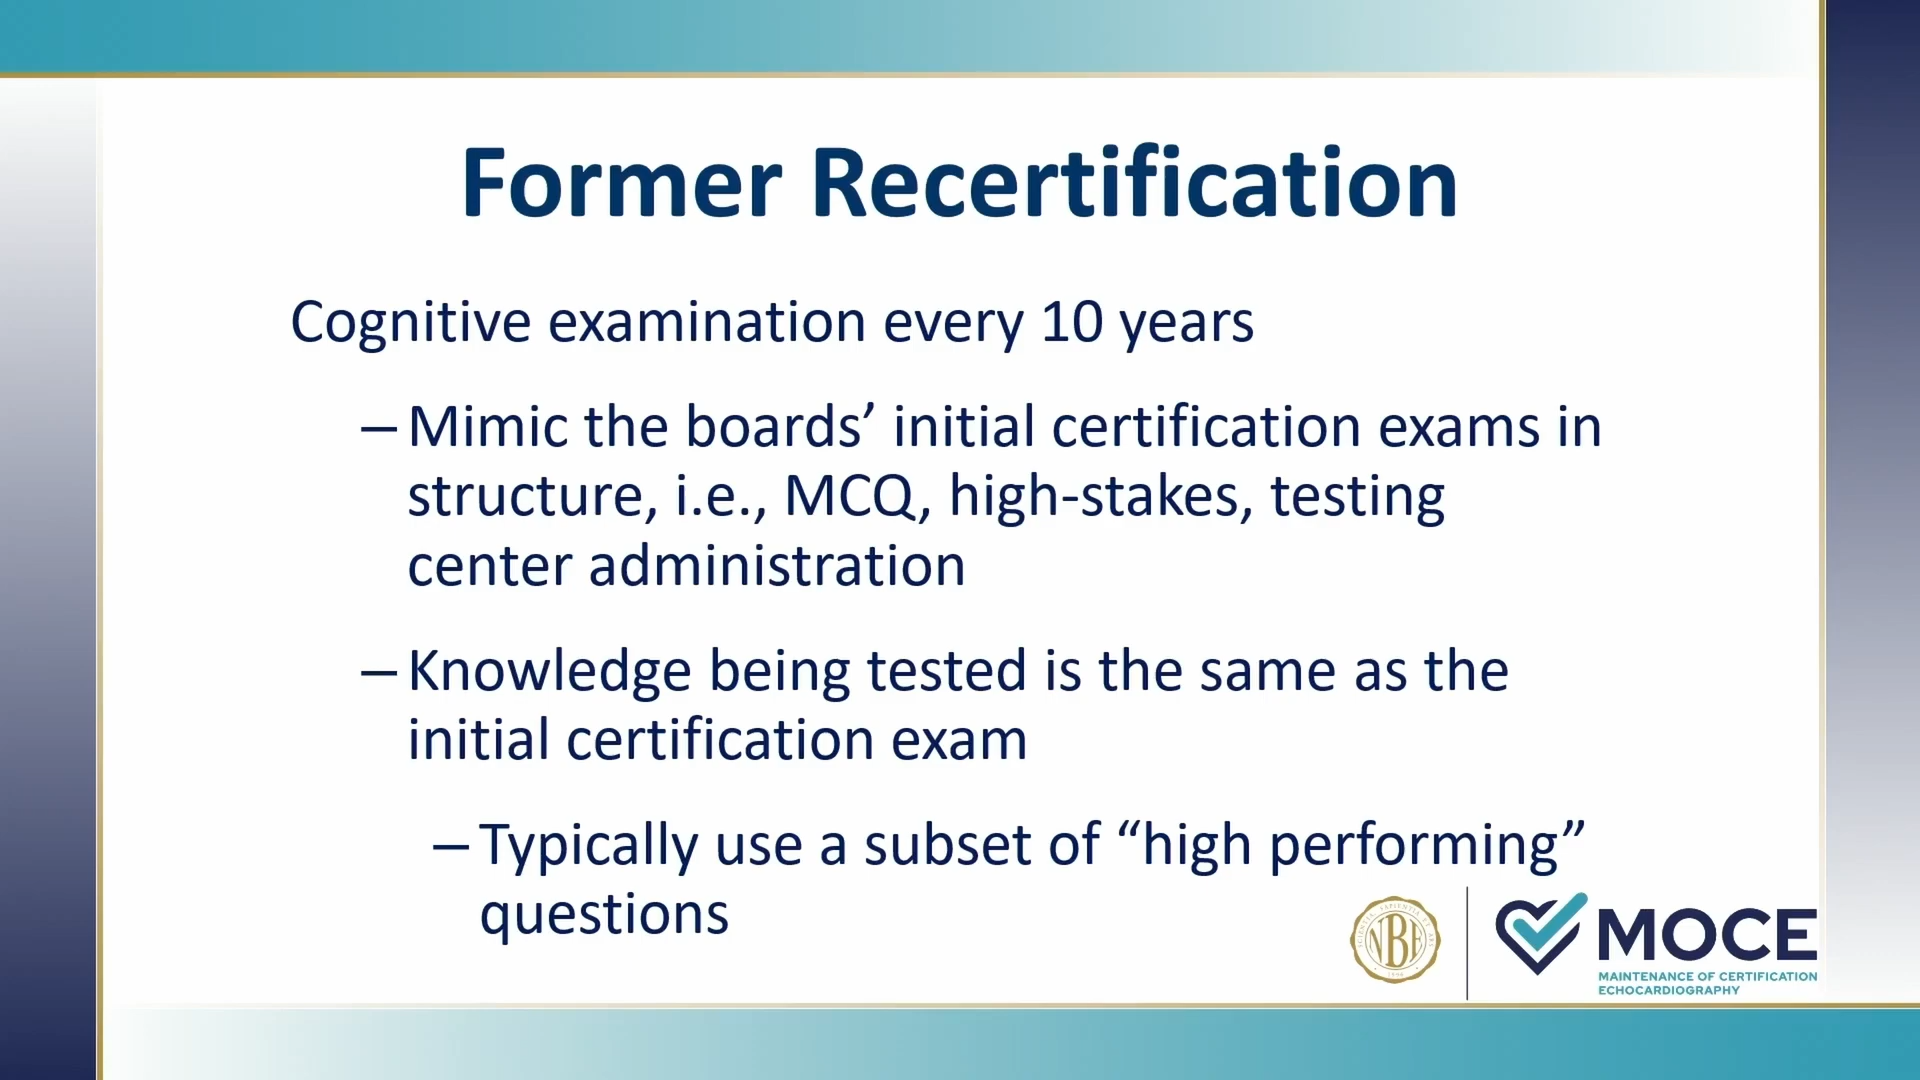 Former Recertification
Cognitive examination every 10 years
– Mimic the boards’ initial certification exams in
structure, i.e., MCQ, high-stakes, testing
center administration
– Knowledge being tested is the same as the
initial certification exam
– Typically use a subset of “high performing”
questions
NBE
MOCE
MAINTENANCE OF CERTIFICATION
ECHOCARDIOGRAPHY